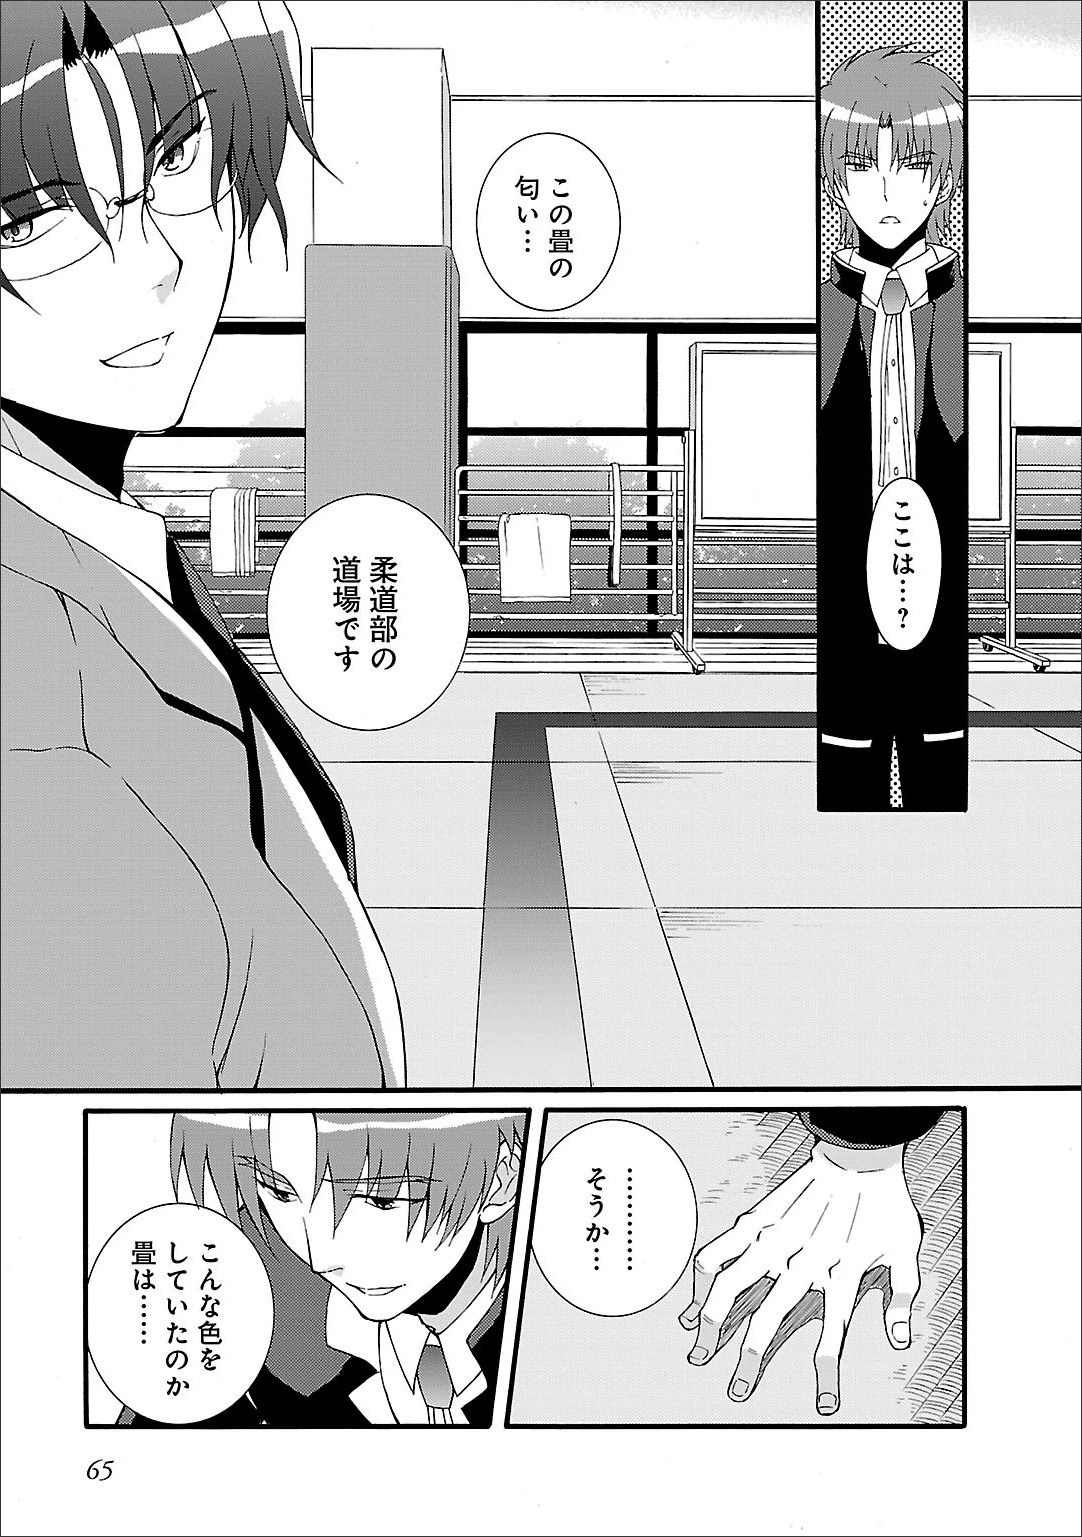 ここは…？
この畳の
匂い…
柔道部の
道場です
………
そうか…
こんな色を
していたのか
畳は……
65